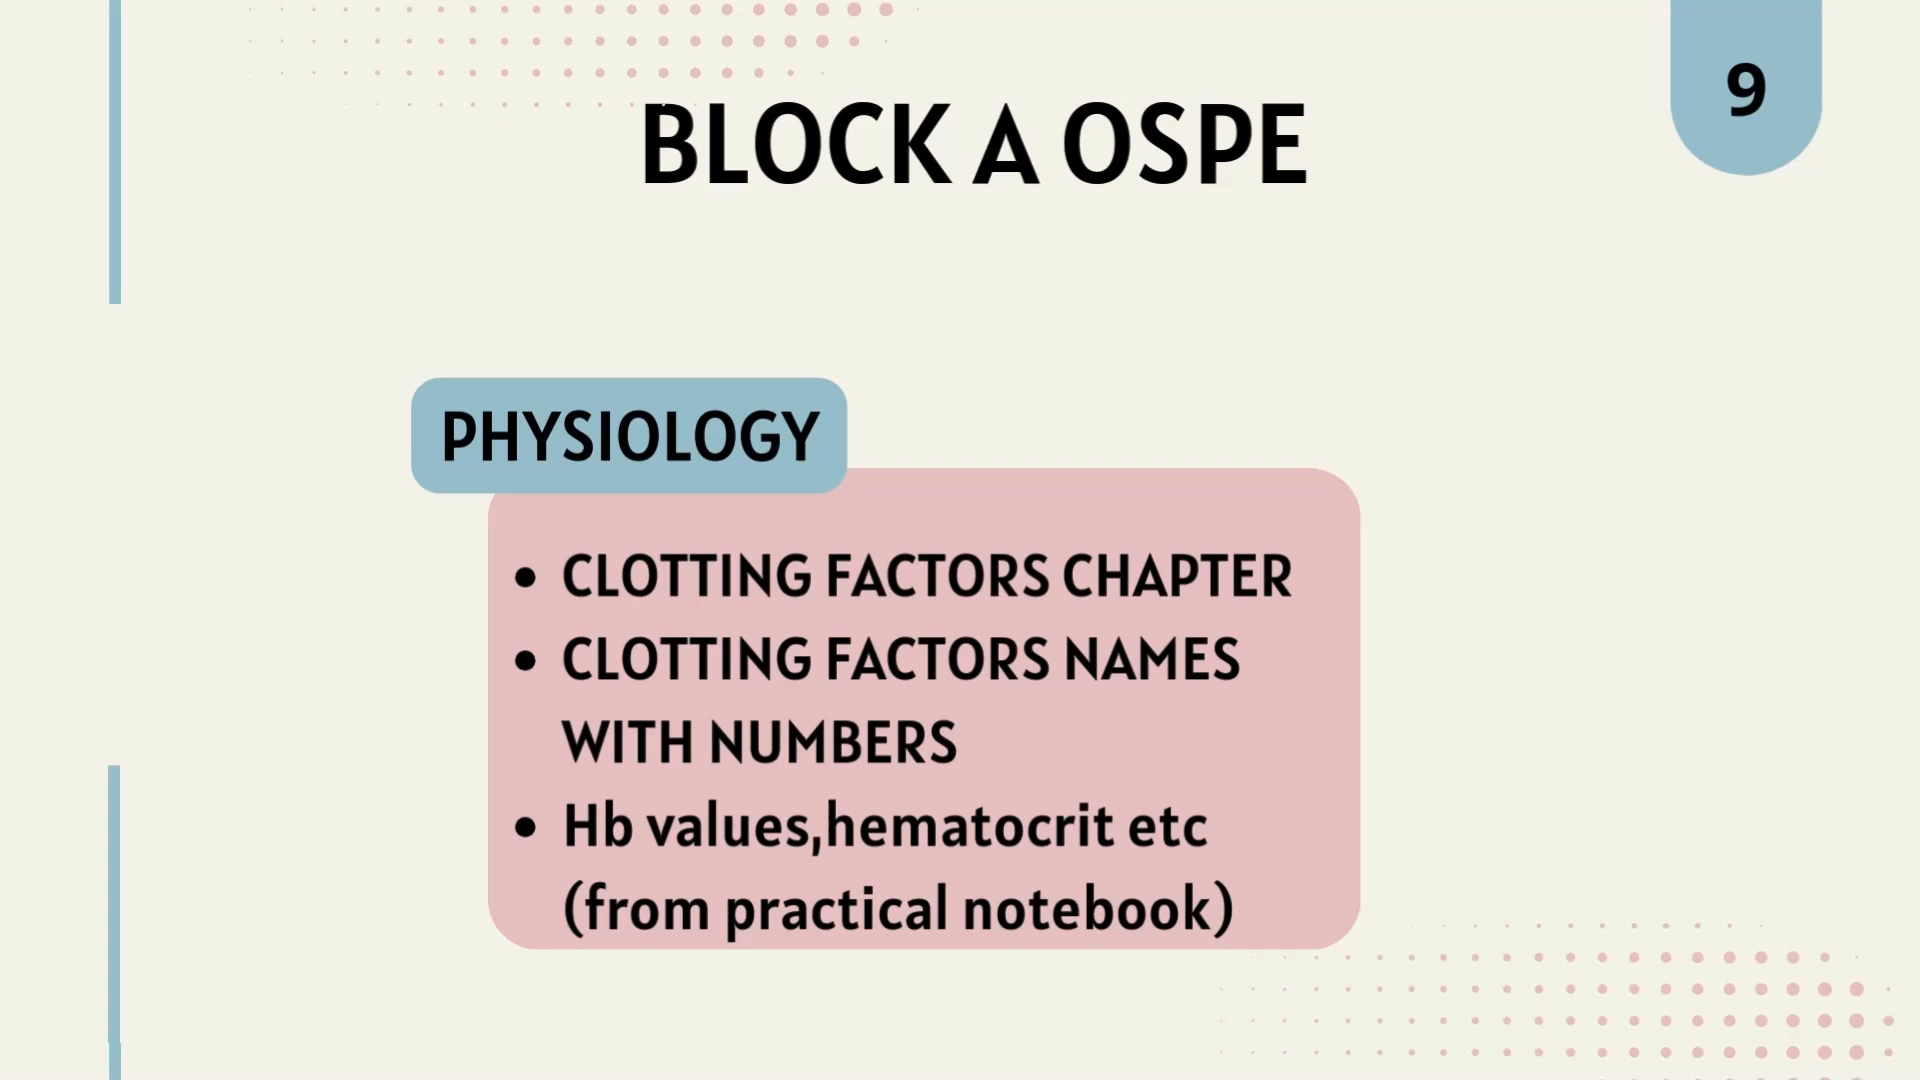 9
BLOCK A OSPE
PHYSIOLOGY
• CLOTTING FACTORS CHAPTER
• CLOTTING FACTORS NAMES
WITH NUMBERS
• Hb values,hematocrit etc
(from practical notebook)